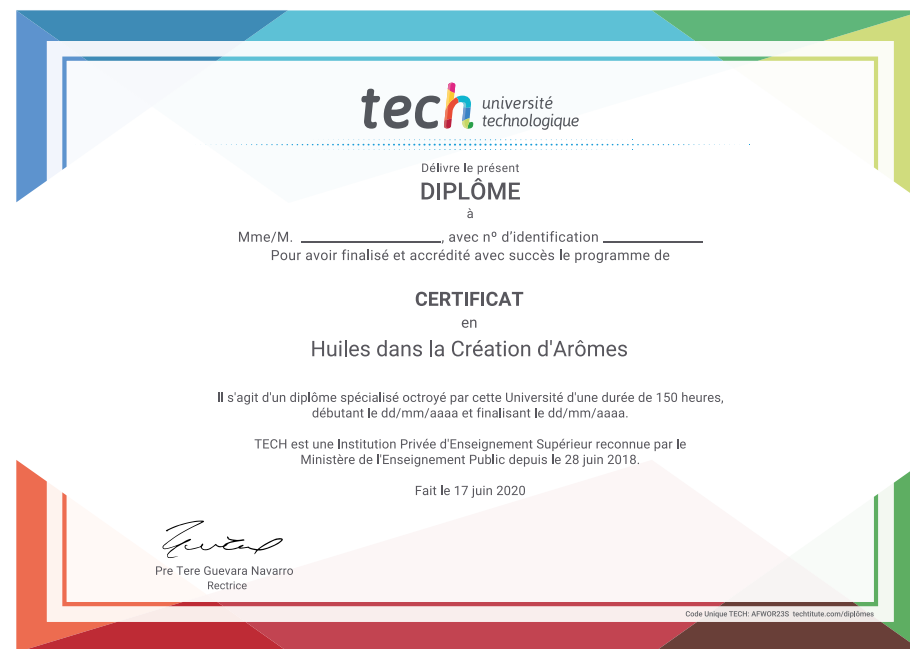 tech université
technologique
Délivre le présent
DIPLÔME
à
Mme/M. ____________________, avec nº d'identification ______________
Pour avoir finalisé et accrédité avec succès le programme de
CERTIFICAT
en
Huiles dans la Création d'Arômes
Il s'agit d'un diplôme spécialisé octroyé par cette Université d'une durée de 150 heures,
débutant le dd/mm/aaaa et finalisant le dd/mm/aaaa.
TECH est une Institution Privée d'Enseignement Supérieur reconnue par le
Ministère de l'Enseignement Public depuis le 28 juin 2018.
Fait le 17 juin 2020
Pre Tere Guevara Navarro
Rectrice
Code Unique TECH: AFWOR23S techtitute.com/diplômes